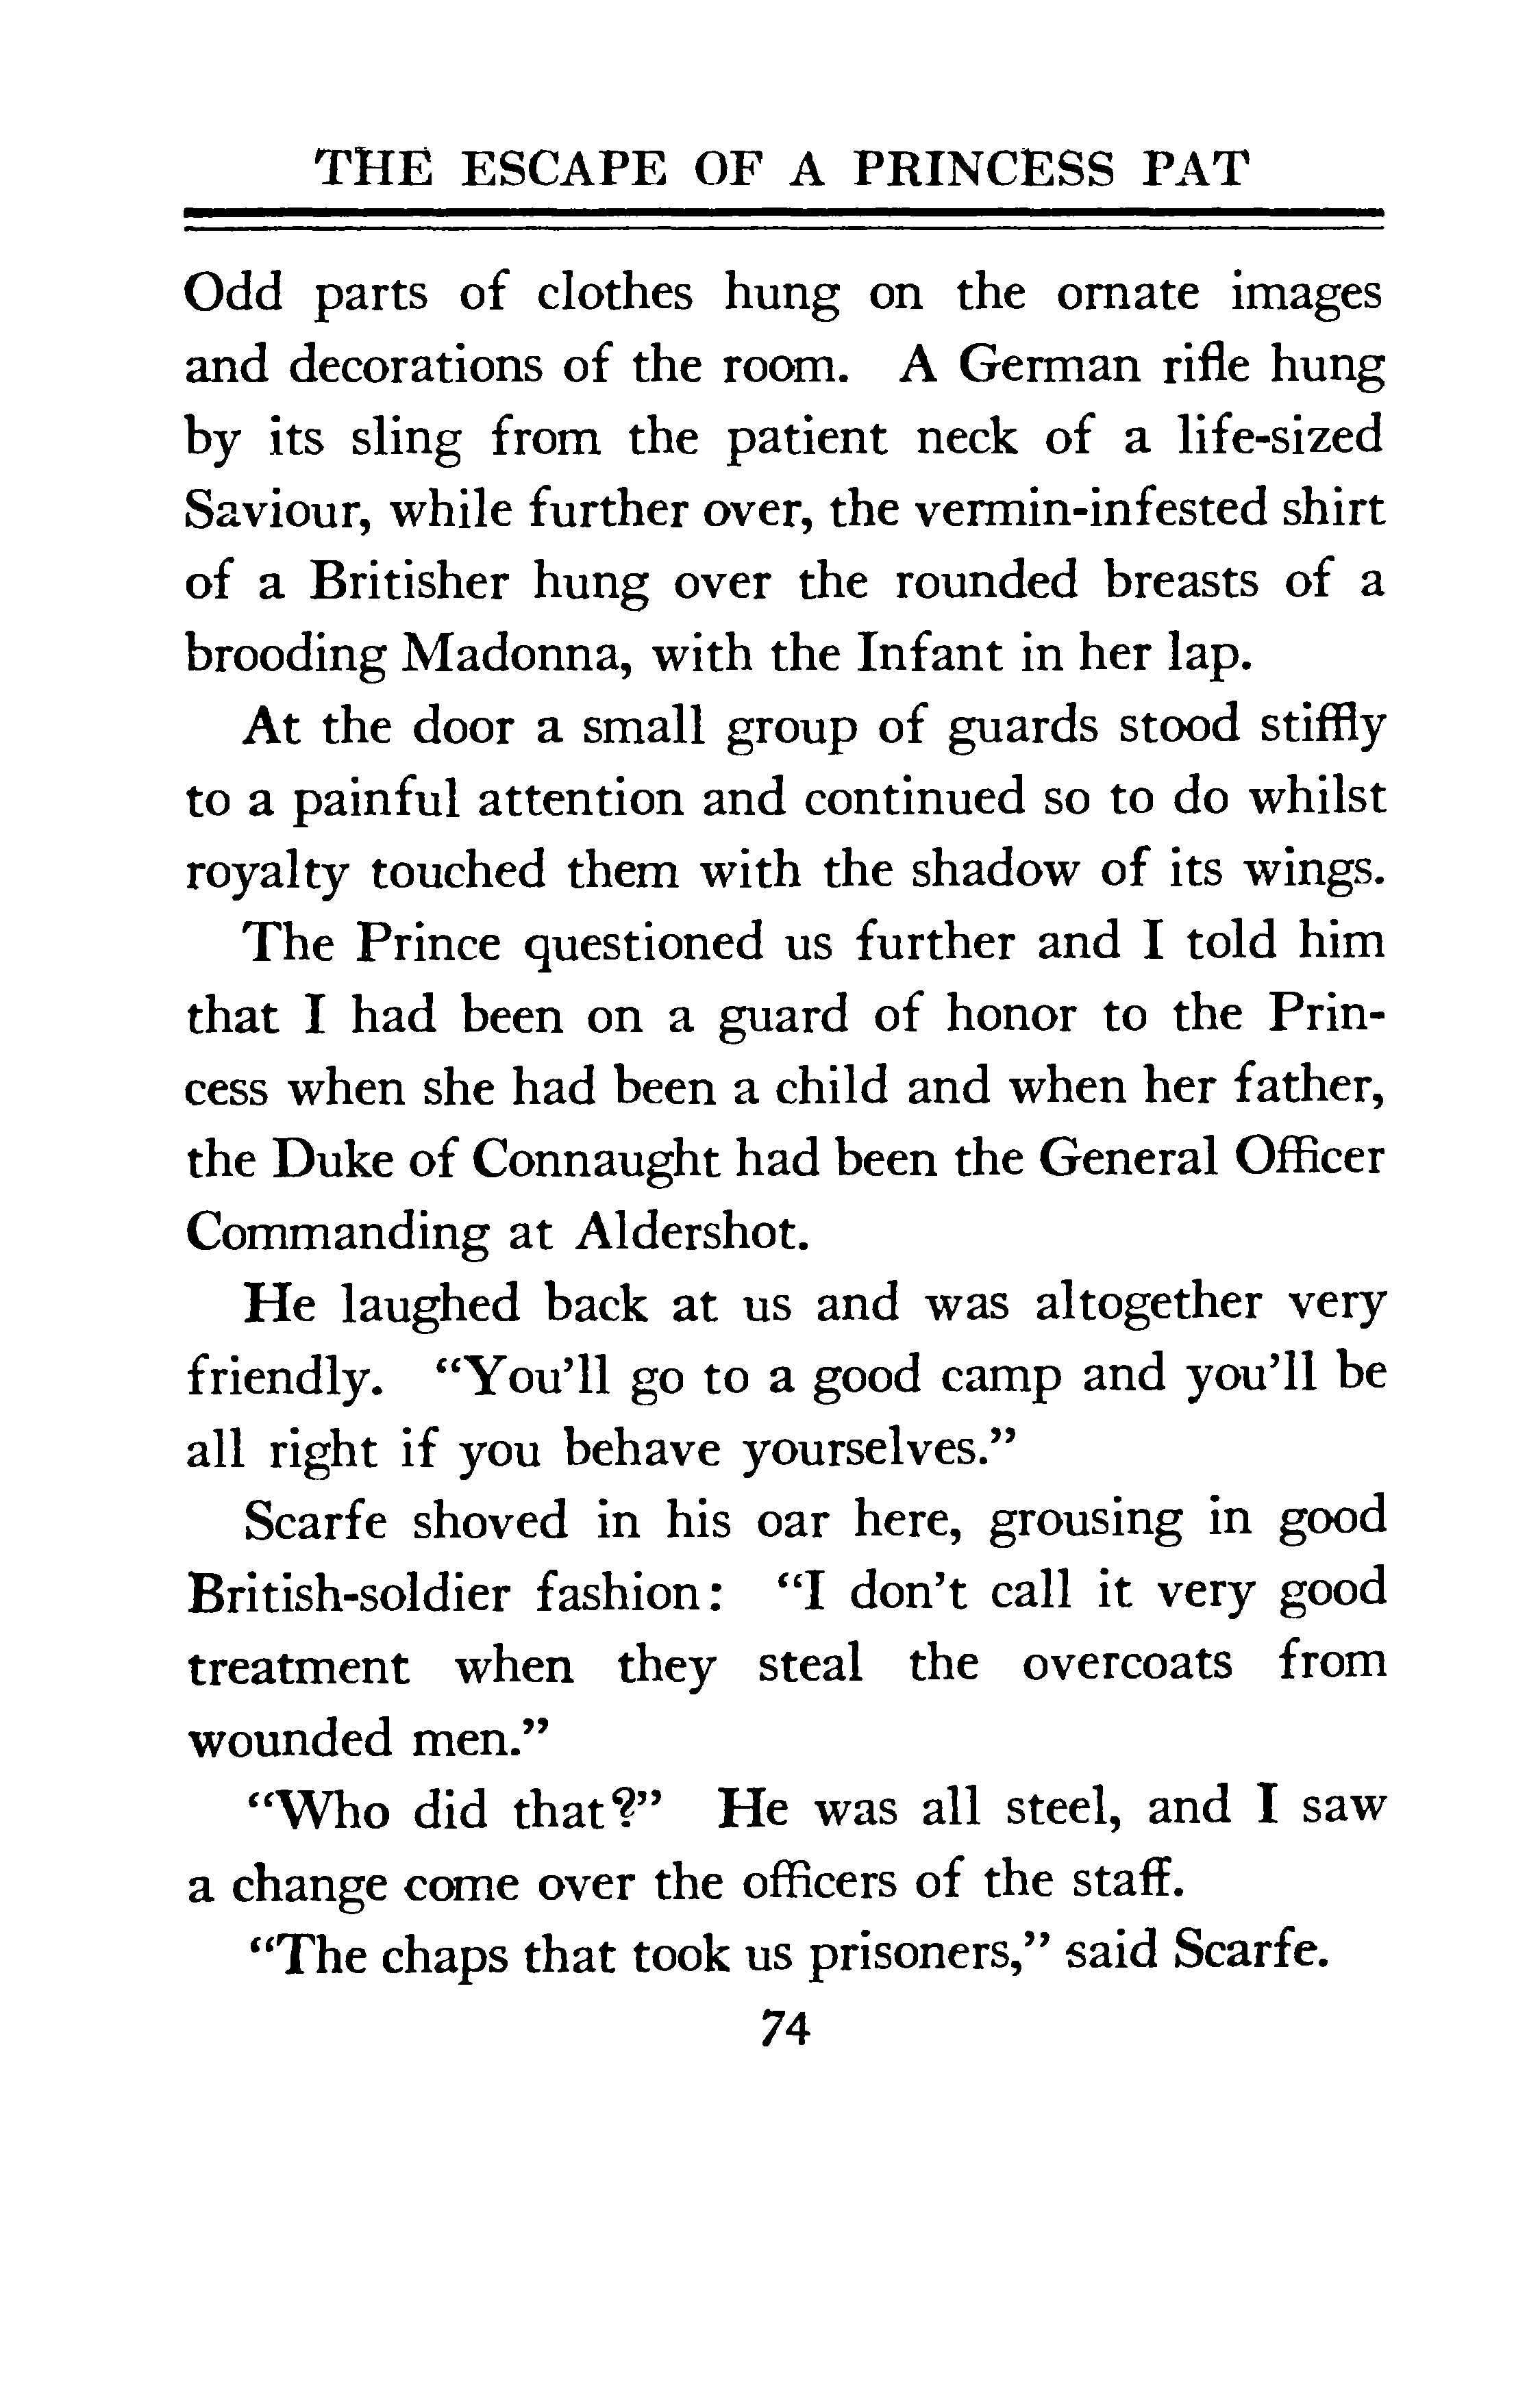 THE ESCAPE OF A PRINCESS PAT
Odd parts of clothes hung on the ornate images
and decorations of the room. A German rifle hung
by its sling from the patient neck of a life-sized
Saviour, while further over, the vermin-infested shirt
of a Britisher hung over the rounded breasts of a
brooding Madonna, with the Infant in her lap.
At the door a small group of guards stood stiffly
to a painful attention and continued so to do whilst
royalty touched them with the shadow of its wings.
The Prince questioned us further and I told him
that I had been on a guard of honor to the Prin-
cess when she had been a child and when her father,
the Duke of Connaught had been the General Officer
Commanding at Aldershot.
He laughed back at us and was altogether very
friendly. “You’ll go to a good camp and you’ll be
all right if you behave yourselves.”
Scarfe shoved in his oar here, grousing in good
British-soldier fashion: “I don’t call it very good
treatment when they steal the overcoats from
wounded men.”
“Who did that?” He was all steel, and I saw
a change come over the officers of the staff.
“The chaps that took us prisoners,” said Scarfe.
74